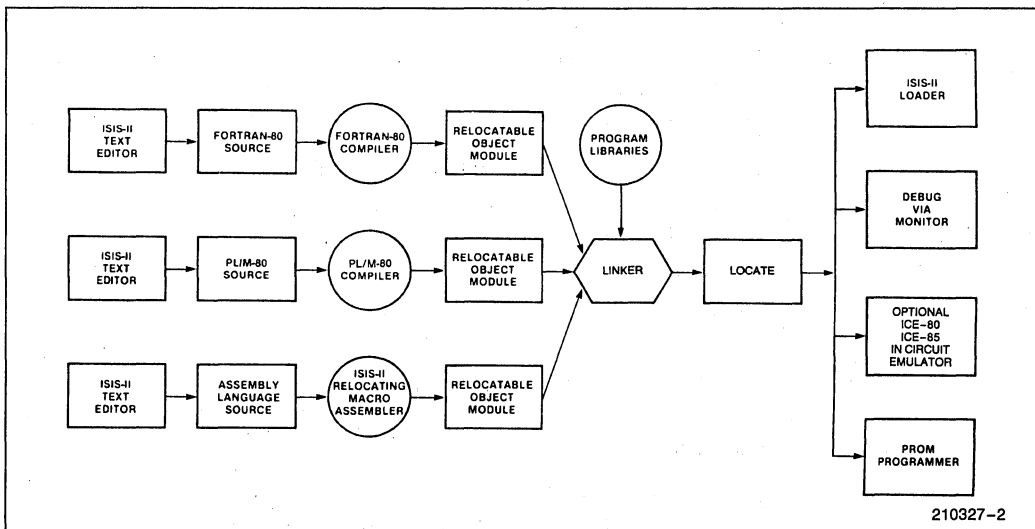 ISIS-II
TEXT
EDITOR
FORTRAN-80
SOURCE
FORTRAN-80
COMPILER
RELOCATABLE
OBJECT
MODULE
PROGRAM
LIBRARIES
ISIS-II
TEXT
EDITOR
PL/M-80
SOURCE
PL/M-80
COMPILER
RELOCATABLE
OBJECT
MODULE
LINKER
LOCATE
ISIS-II
TEXT
EDITOR
ASSEMBLY
LANGUAGE
SOURCE
ISIS-II
RELOCATING
MACRO
ASSEMBLER
RELOCATABLE
OBJECT
MODULE
ISIS-II
LOADER
DEBUG
VIA
MONITOR
OPTIONAL
ICE-80
ICE-85
IN CIRCUIT
EMULATOR
PROM
PROGRAMMER
210327-2